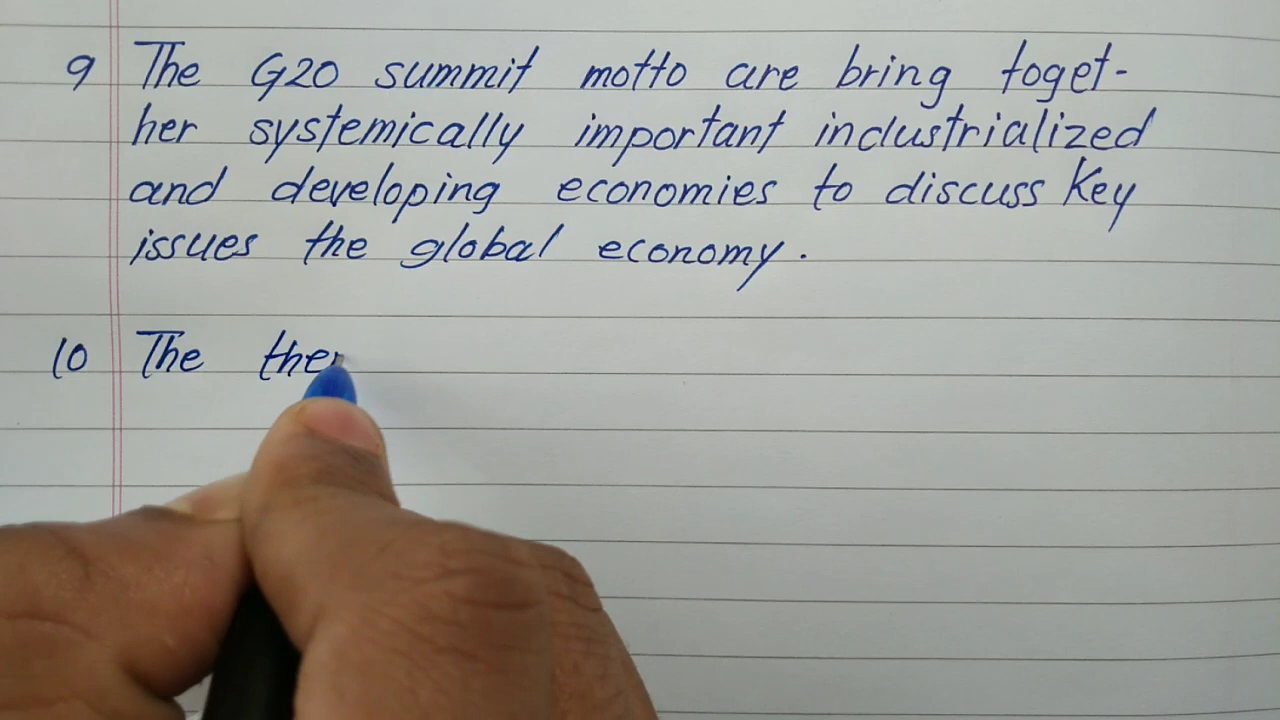 9 The G20 summit motto are bring toget-
her systemically important industrialized
and developing economies to discuss key
issues the global economy.
10 The